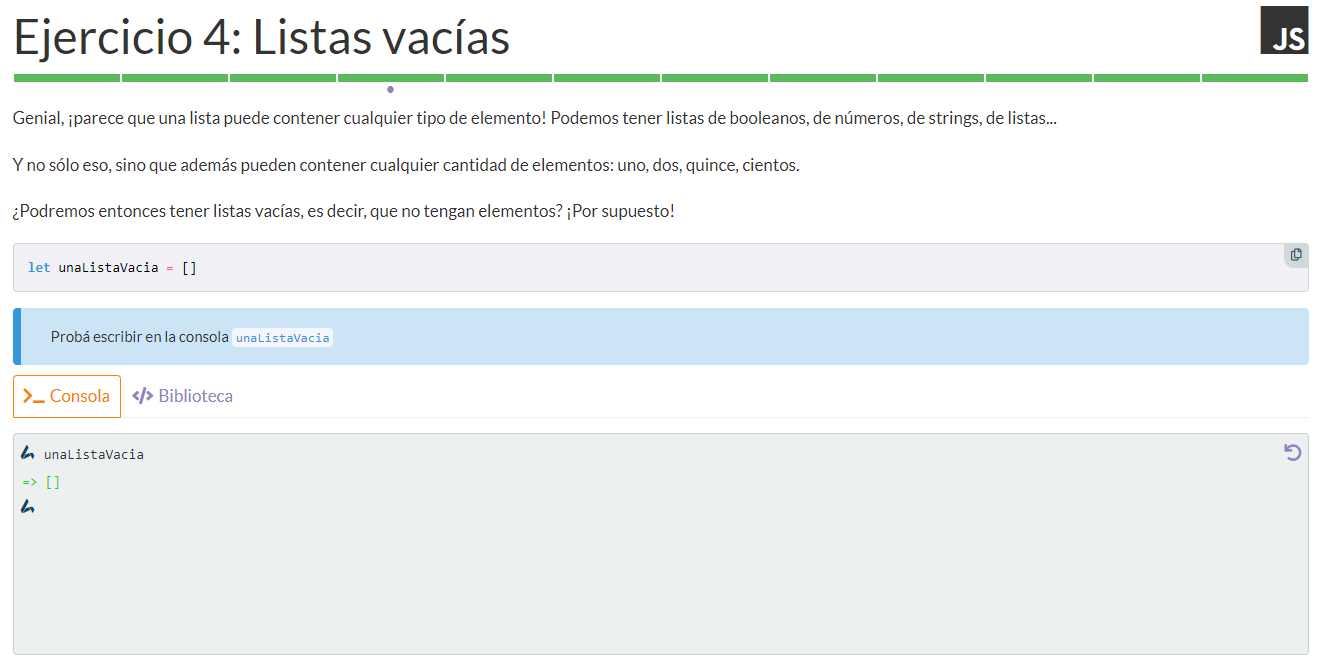 Ejercicio 4: Listas vacías
JS
Genial, ¡parece que una lista puede contener cualquier tipo de elemento! Podemos tener listas de booleanos, de números, de strings, de listas...
Y no sólo eso, sino que además pueden contener cualquier cantidad de elementos: uno, dos, quince, cientos.
¿Podremos entonces tener listas vacías, es decir, que no tengan elementos? ¡Por supuesto!
let unaListaVacia = []
Probá escribir en la consola unaListaVacia
Consola
Biblioteca
unaListaVacia
=> []